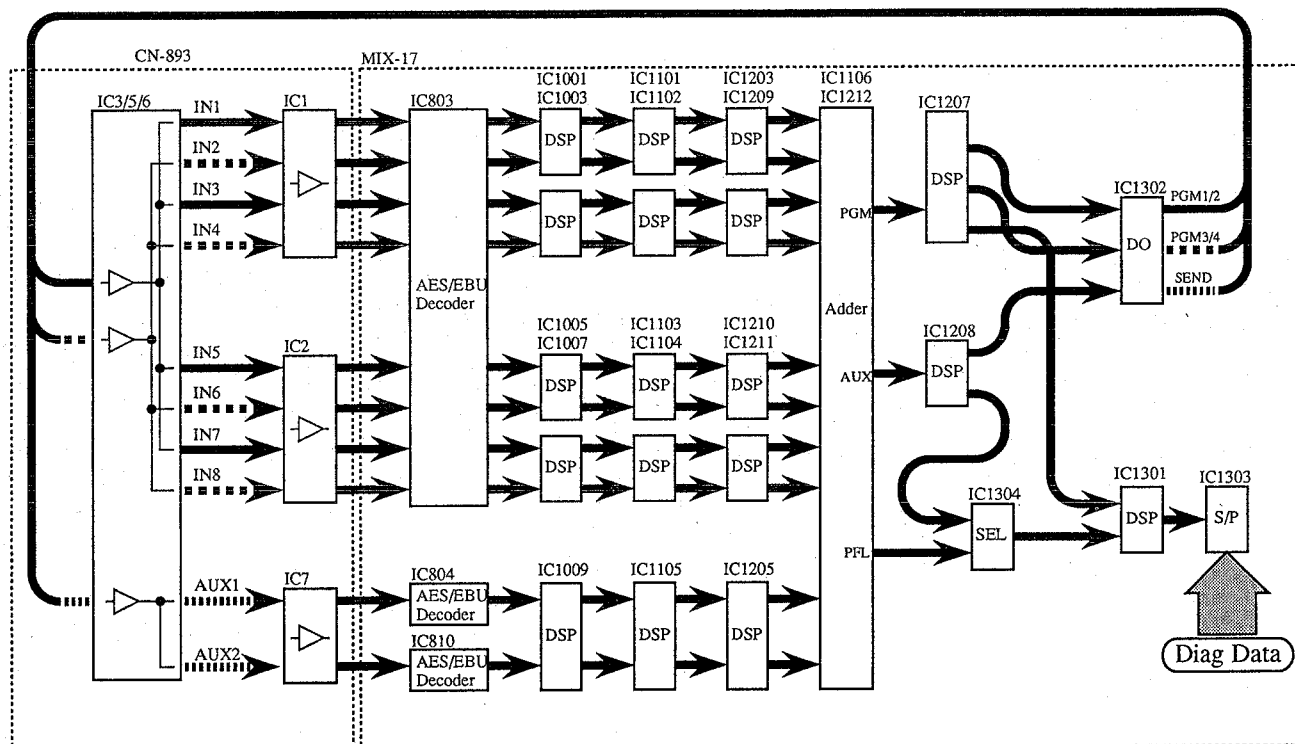 CN-893
MIX-17
IC3/5/6
IN1
IN2
IN3
IN4
IN5
IN6
IN7
IN8
AUX1
AUX2
IC1
IC2
IC7
IC803
AES/EBU
Decoder
IC804
AES/EBU
Decoder
IC810
AES/EBU
Decoder
IC1001
IC1003
DSP
DSP
IC1005
IC1007
DSP
DSP
IC1009
DSP
IC1101
IC1102
DSP
DSP
IC1103
IC1104
DSP
DSP
IC1105
DSP
IC1203
IC1209
DSP
DSP
IC1210
IC1211
DSP
DSP
IC1205
DSP
IC1106
IC1212
PGM
Adder
AUX
PFL
IC1207
DSP
IC1208
DSP
IC1304
SEL
IC1302
DO
PGM1/2
PGM3/4
SEND
IC1301
DSP
IC1303
S/P
Diag Data